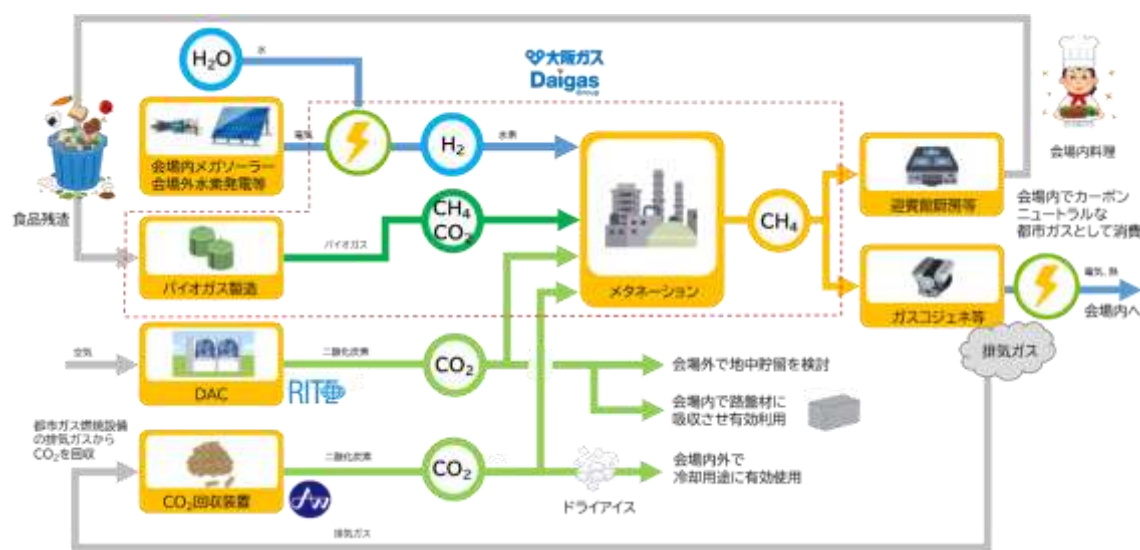 H₂O
水
大阪ガス
Daigas
Group
会場内メガソーラー
会場外水素発電等
電気
H₂
水素
食品残渣
CH₄
CO₂
バイオガス
バイオガス製造
メタネーション
CH₄
迎賓館厨房等
会場内料理
会場内でカーボン
ニュートラルな
都市ガスとして消費
ガスコジェネ等
電気、熱
会場内へ
排気ガス
空気
DAC
二酸化炭素
RITE
CO₂
会場外で地中貯留を検討
会場内で路盤材に
吸収させ有効利用
都市ガス燃焼設備
の排気ガスから
CO₂を回収
CO₂回収装置
二酸化炭素
CO₂
ドライアイス
会場内外で
冷却用途に有効使用
排気ガス